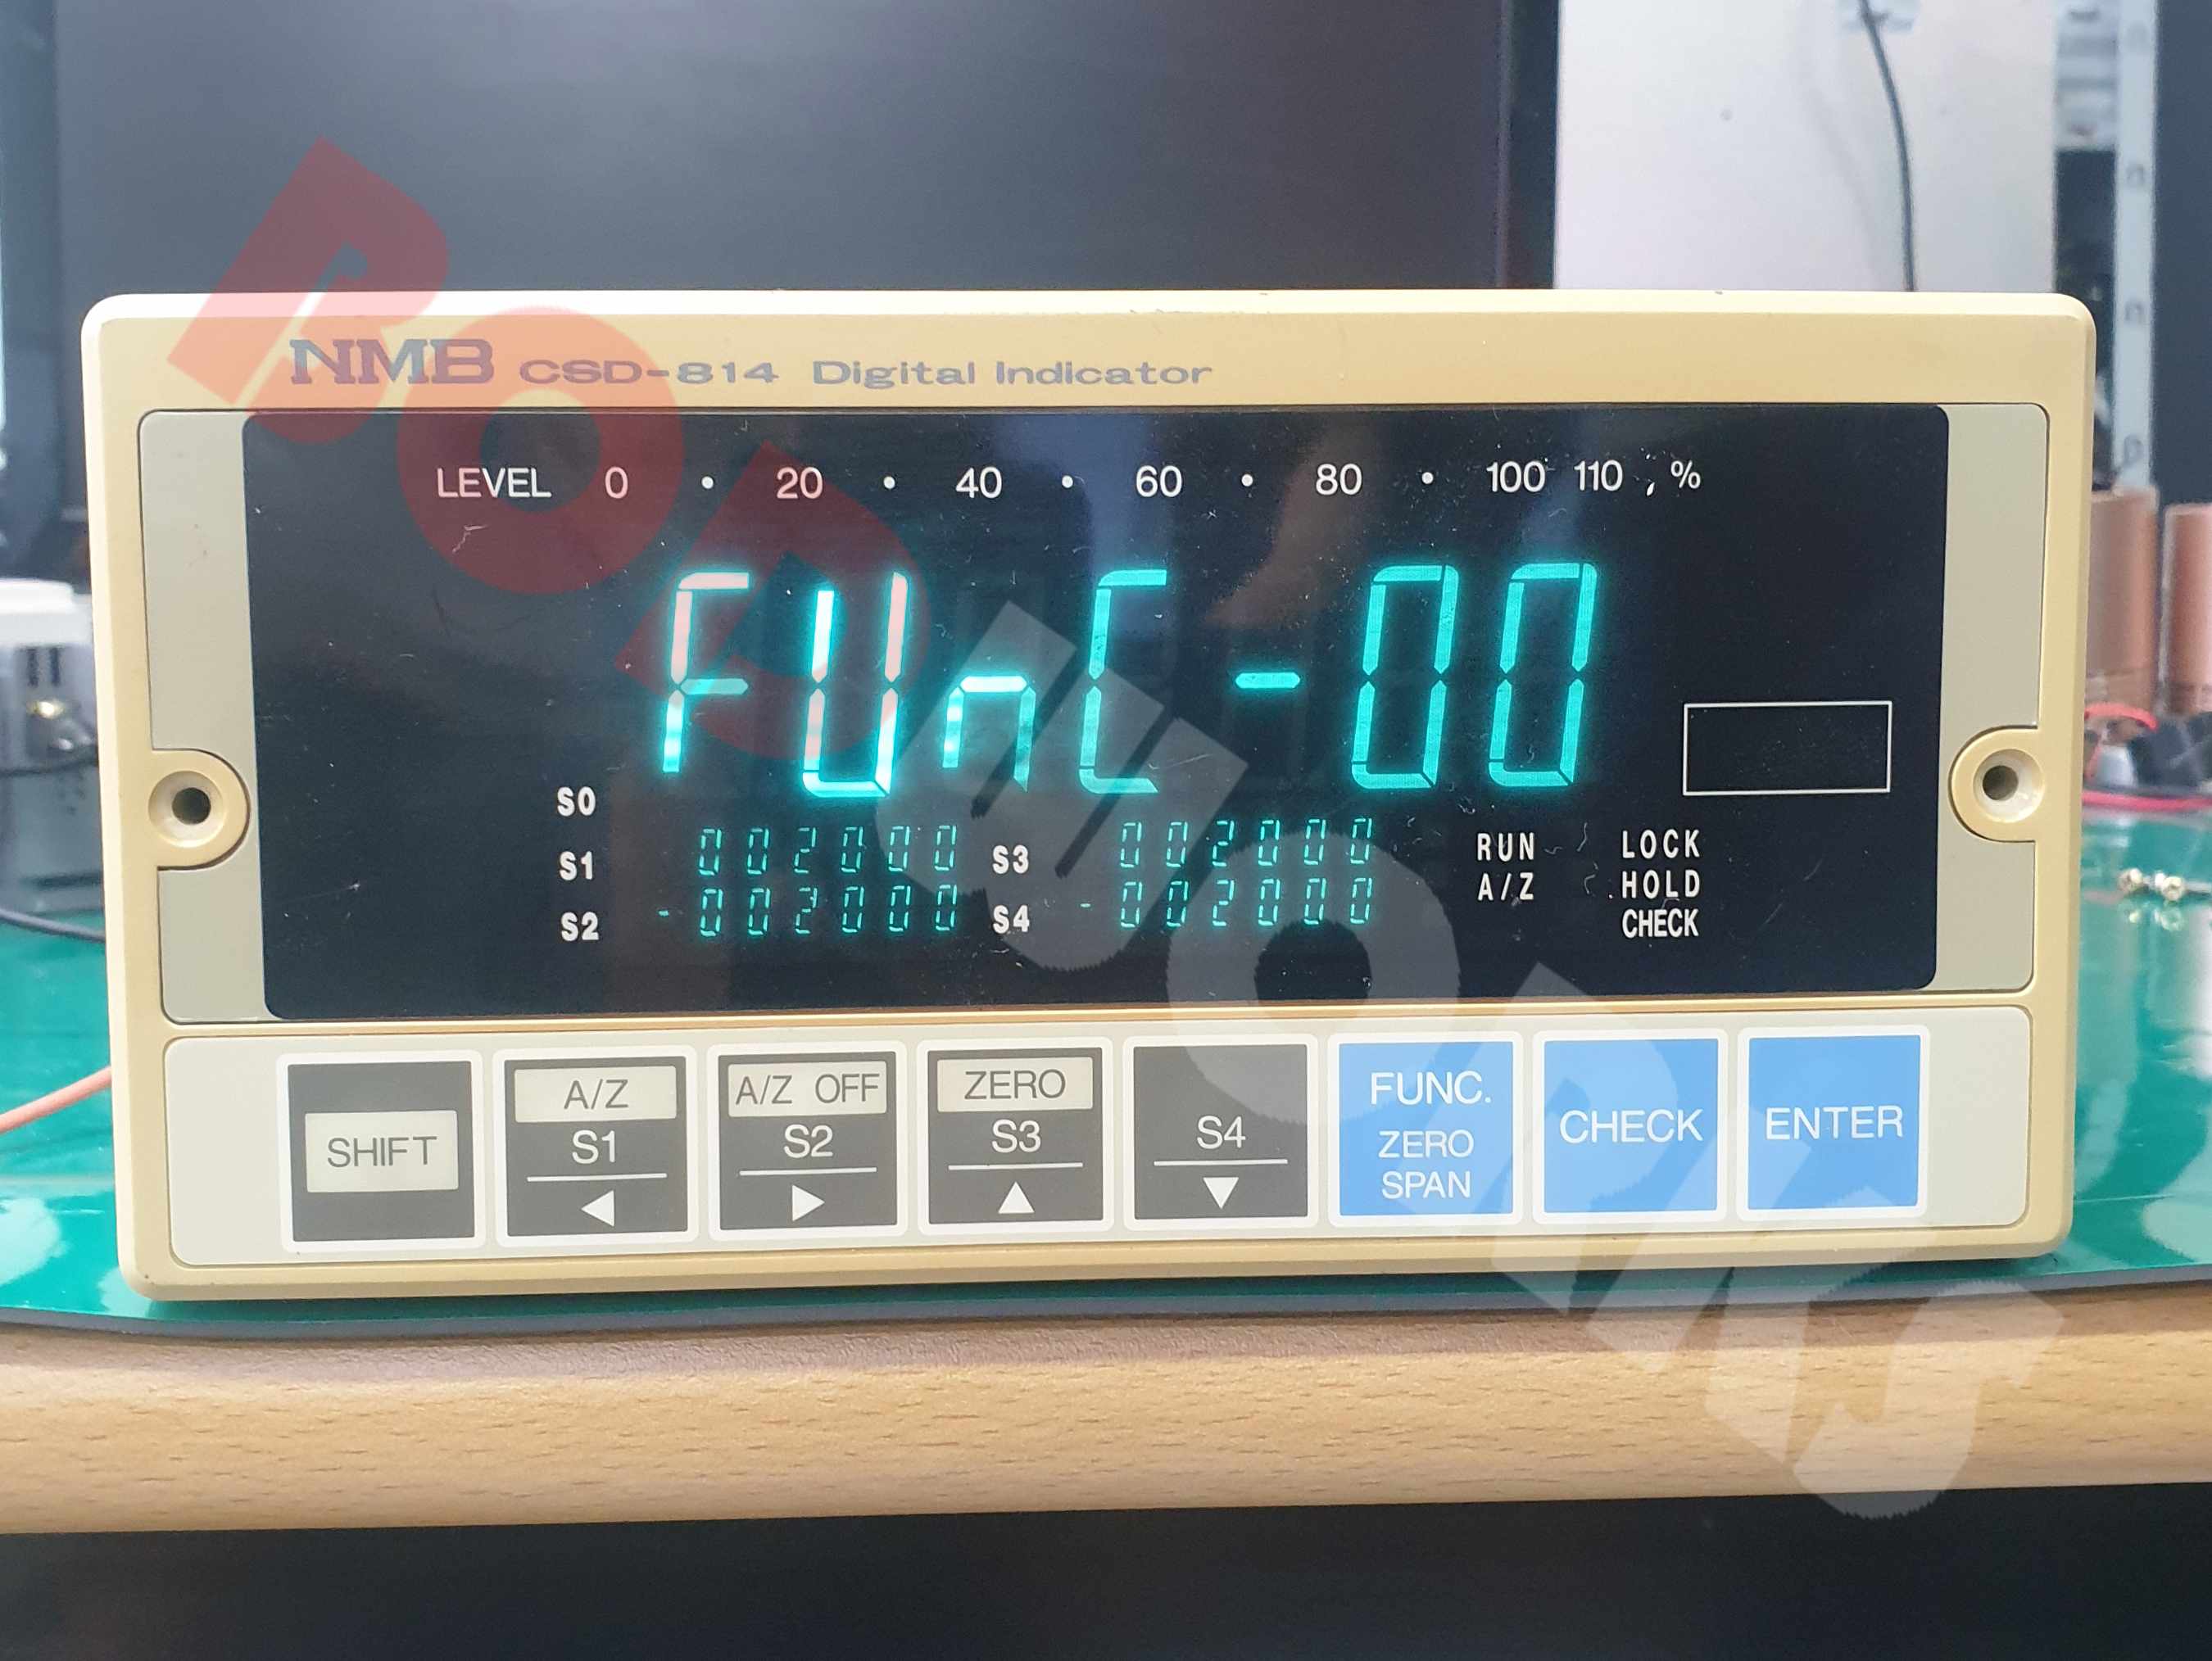 NMB CSD-814 Digital Indicator
LEVEL 0 • 20 • 40 • 60 • 80 • 100 110 , %
FUnC-00
S0
S1 002000 S3 002000 RUN LOCK
A/Z HOLD
S2 -002000 S4 -002000 CHECK
SHIFT
A/Z
S1
◀
A/Z OFF
S2
▶
ZERO
S3
▲
S4
▼
FUNC.
ZERO
SPAN
CHECK
ENTER